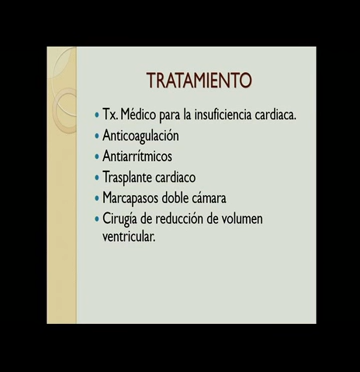 TRATAMIENTO
• Tx. Médico para la insuficiencia cardiaca.
• Anticoagulación
• Antiarrítmicos
• Trasplante cardiaco
• Marcapasos doble cámara
• Cirugía de reducción de volumen
ventricular.